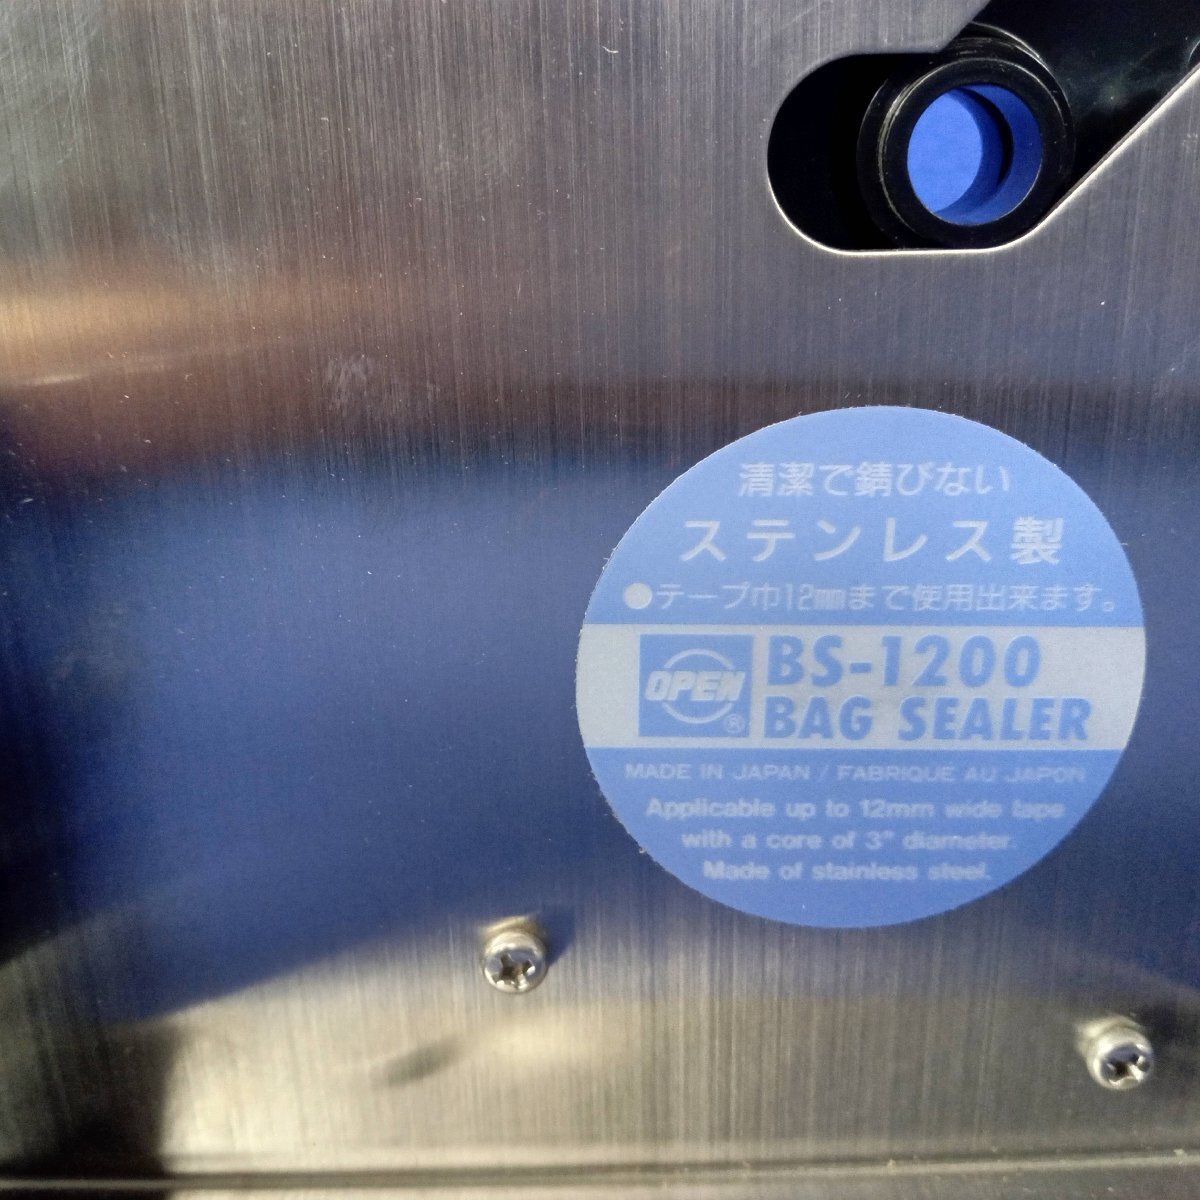 清潔で錆びない
ステンレス製
●テープ巾12mmまで使用出来ます。
OPEN®
BS-1200
BAG SEALER
MADE IN JAPAN / FABRIQUE AU JAPON
Applicable up to 12mm wide tape
with a core of 3" diameter.
Made of stainless steel.